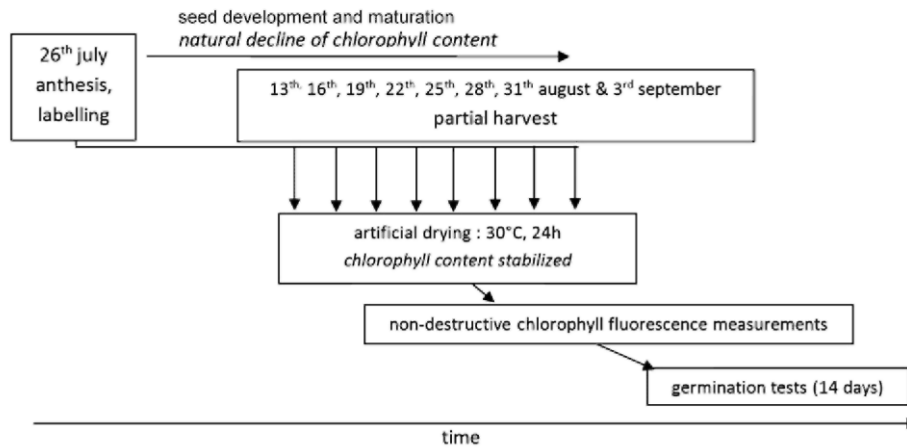 seed development and maturation
natural decline of chlorophyll content
26th july
anthesis,
labelling
13th, 16th, 19th, 22th, 25th, 28th, 31th august & 3rd september
partial harvest
artificial drying : 30°C, 24h
chlorophyll content stabilized
non-destructive chlorophyll fluorescence measurements
germination tests (14 days)
time